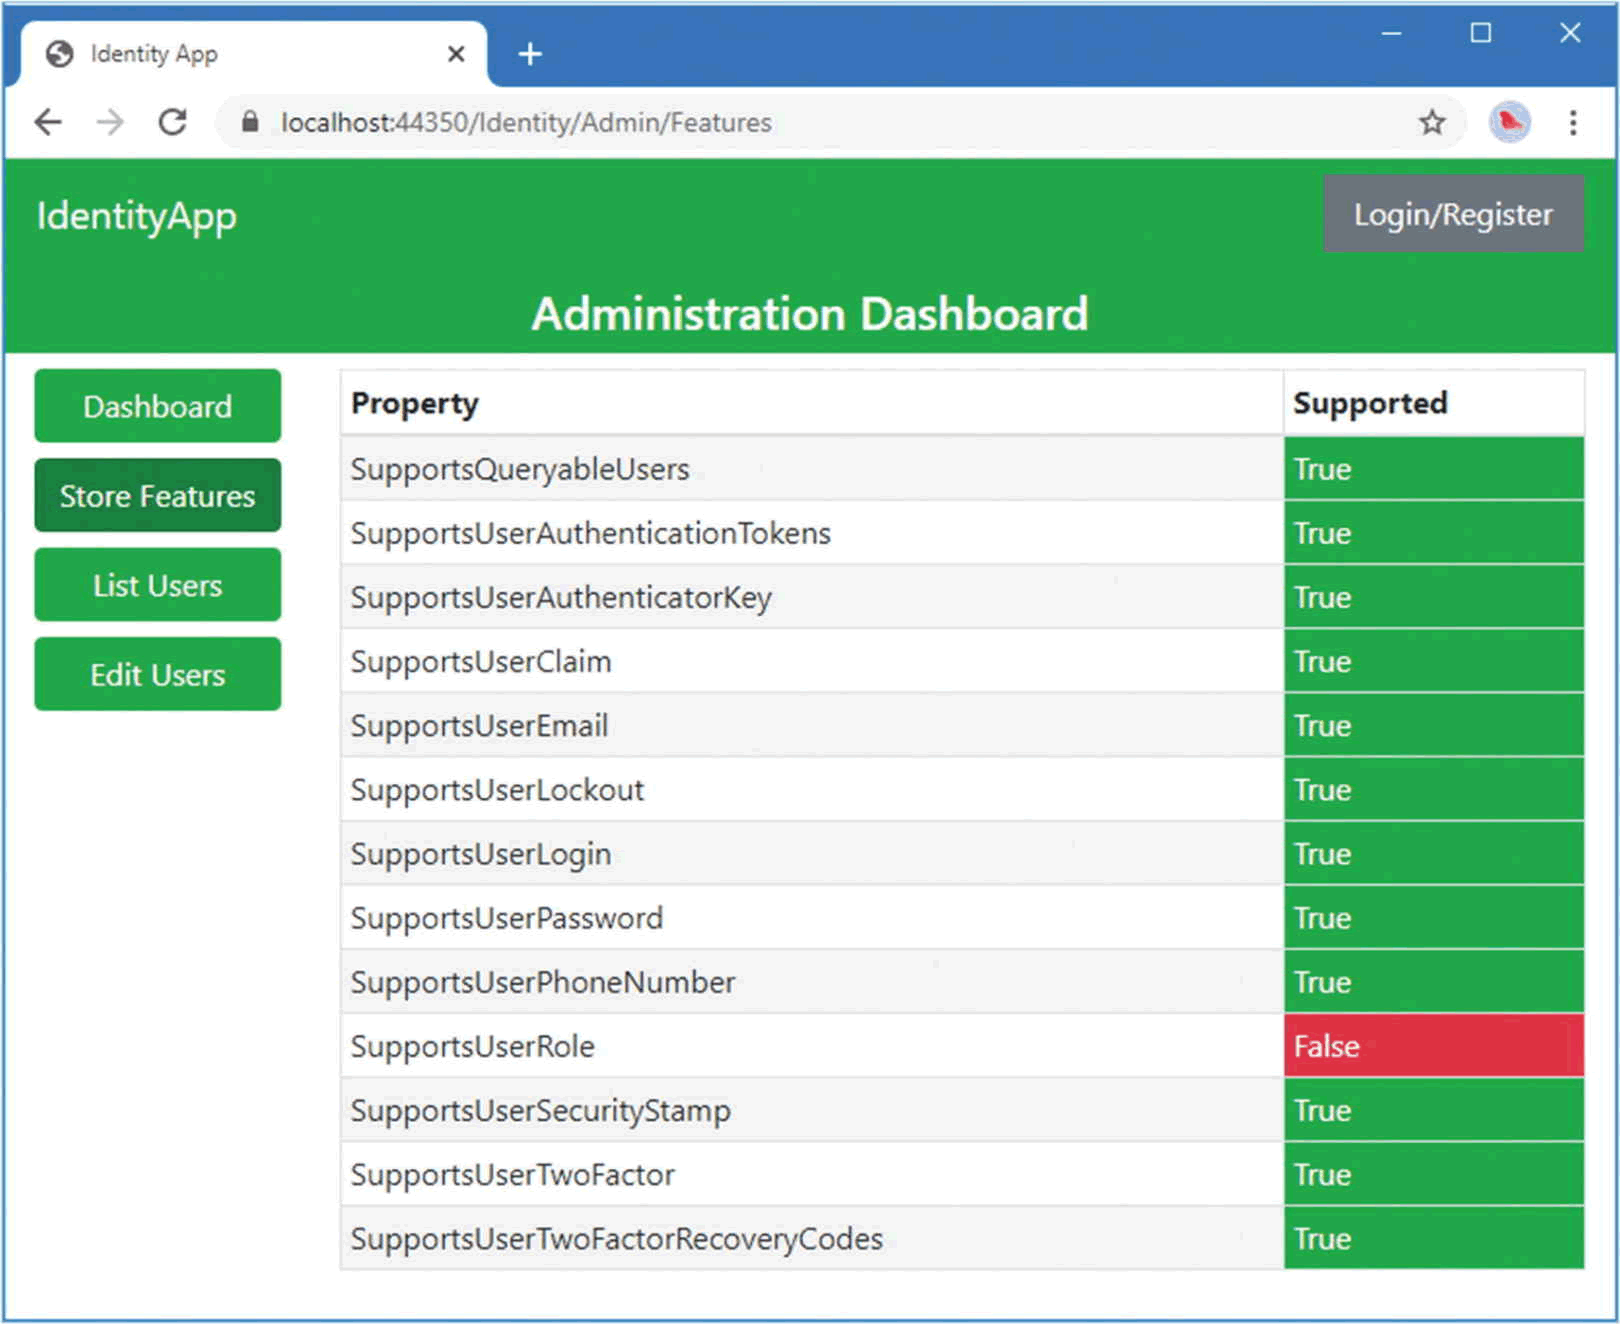 Identity App
localhost:44350/Identity/Admin/Features
IdentityApp
Login/Register
Administration Dashboard
Dashboard
Store Features
List Users
Edit Users
Property Supported
SupportsQueryableUsers True
SupportsUserAuthenticationTokens True
SupportsUserAuthenticatorKey True
SupportsUserClaim True
SupportsUserEmail True
SupportsUserLockout True
SupportsUserLogin True
SupportsUserPassword True
SupportsUserPhoneNumber True
SupportsUserRole False
SupportsUserSecurityStamp True
SupportsUserTwoFactor True
SupportsUserTwoFactorRecoveryCodes True